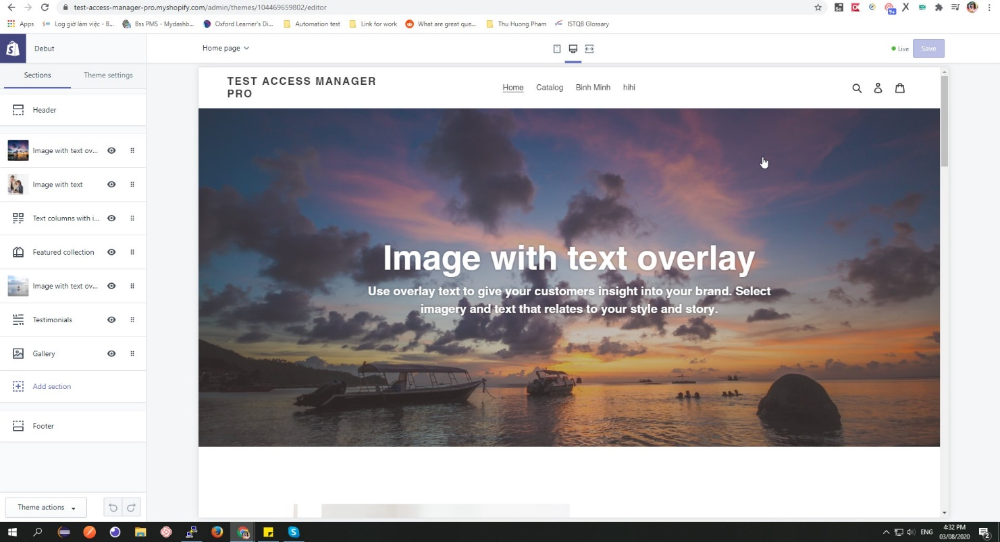 test-access-manager-pro.myshopify.com/admin/themes/104469659802/editor
Apps Log giờ làm việc - B... Bss PMS - Mydashb... Oxford Learner's Di... Automation test Link for work What are great que... Thu Huong Pham ISTQB Glossary
Debut
Home page
Live
Save
Sections
Theme settings
Header
Image with text ov...
Image with text
Text columns with i...
Featured collection
Image with text ov...
Testimonials
Gallery
Add section
Footer
Theme actions
TEST ACCESS MANAGER
PRO
Home Catalog Bình Minh hihi
Image with text overlay
Use overlay text to give your customers insight into your brand. Select
imagery and text that relates to your style and story.
ENG
4:32 PM
03/08/2020
2